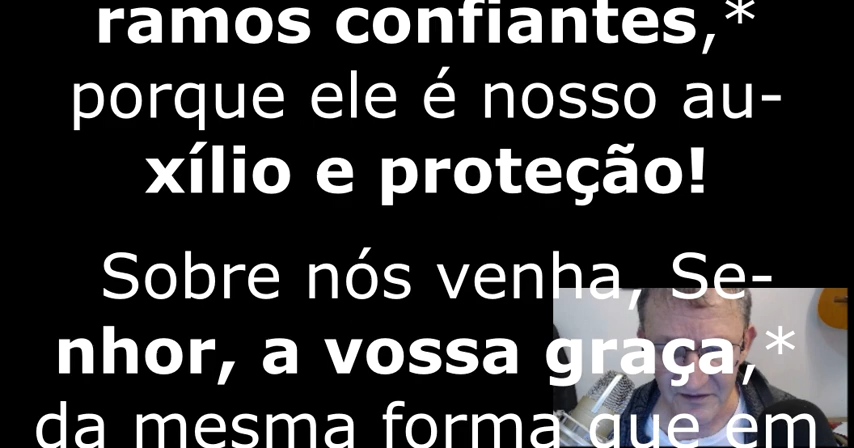 ramos confiantes,*
porque ele é nosso au-
xílio e proteção!
Sobre nós venha, Se-
nhor, a vossa graça,*
da mesma forma que em